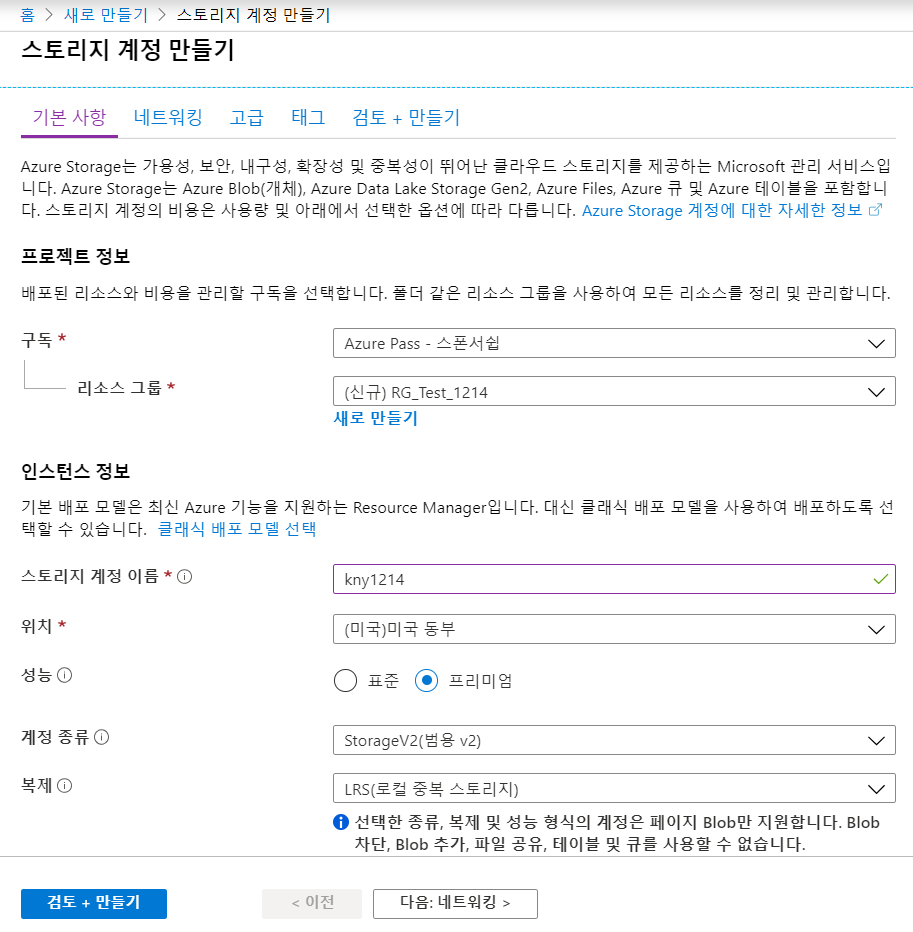 홈 > 새로 만들기 > 스토리지 계정 만들기
스토리지 계정 만들기
기본 사항 네트워킹 고급 태그 검토 + 만들기
Azure Storage는 가용성, 보안, 내구성, 확장성 및 중복성이 뛰어난 클라우드 스토리지를 제공하는 Microsoft 관리 서비스입
니다. Azure Storage는 Azure Blob(개체), Azure Data Lake Storage Gen2, Azure Files, Azure 큐 및 Azure 테이블을 포함합니
다. 스토리지 계정의 비용은 사용량 및 아래에서 선택한 옵션에 따라 다릅니다. Azure Storage 계정에 대한 자세한 정보
프로젝트 정보
배포된 리소스와 비용을 관리할 구독을 선택합니다. 폴더 같은 리소스 그룹을 사용하여 모든 리소스를 정리 및 관리합니다.
구독 * Azure Pass - 스폰서쉽
리소스 그룹 * (신규) RG_Test_1214
새로 만들기
인스턴스 정보
기본 배포 모델은 최신 Azure 기능을 지원하는 Resource Manager입니다. 대신 클래식 배포 모델을 사용하여 배포하도록 선
택할 수 있습니다. 클래식 배포 모델 선택
스토리지 계정 이름 * kny1214
위치 * (미국)미국 동부
성능 표준 프리미엄
계정 종류 StorageV2(범용 v2)
복제 LRS(로컬 중복 스토리지)
선택한 종류, 복제 및 성능 형식의 계정은 페이지 Blob만 지원합니다. Blob
차단, Blob 추가, 파일 공유, 테이블 및 큐를 사용할 수 없습니다.
검토 + 만들기 < 이전 다음: 네트워킹 >